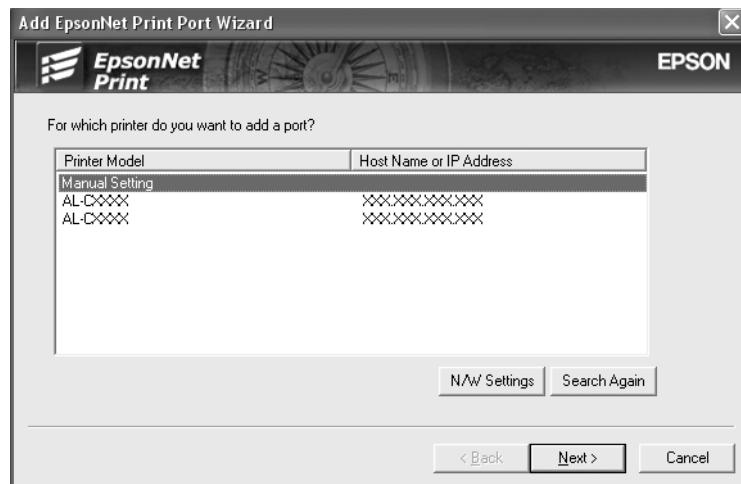 Add EpsonNet Print Port Wizard
EpsonNet
Print
EPSON
For which printer do you want to add a port?
Printer Model Host Name or IP Address
Manual Setting
AL-CXXXX XXX.XXX.XXX.XXX
AL-CXXXX XXX.XXX.XXX.XXX
N/W Settings Search Again
< Back Next > Cancel